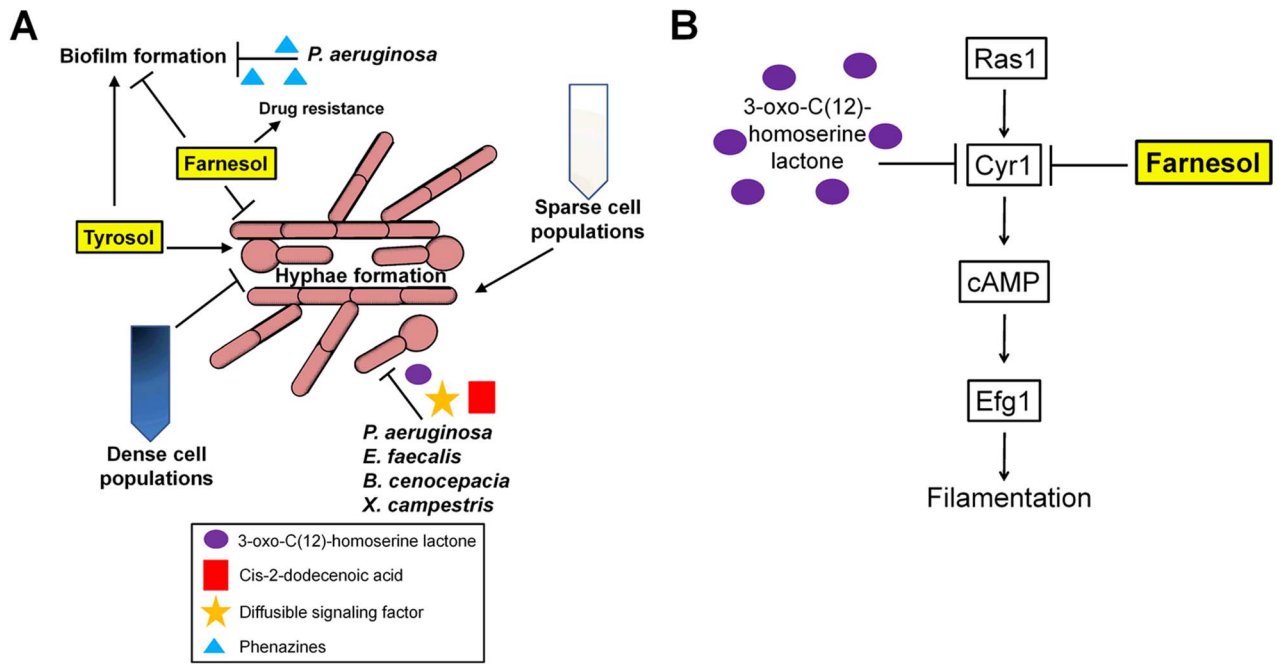 A
Biofilm formation
P. aeruginosa
Drug resistance
Farnesol
Tyrosol
Hyphae formation
Sparse cell
populations
Dense cell
populations
P. aeruginosa
E. faecalis
B. cenocepacia
X. campestris
3-oxo-C(12)-homoserine lactone
Cis-2-dodecenoic acid
Diffusible signaling factor
Phenazines
B
3-oxo-C(12)-
homoserine
lactone
Ras1
Cyr1
Farnesol
cAMP
Efg1
Filamentation